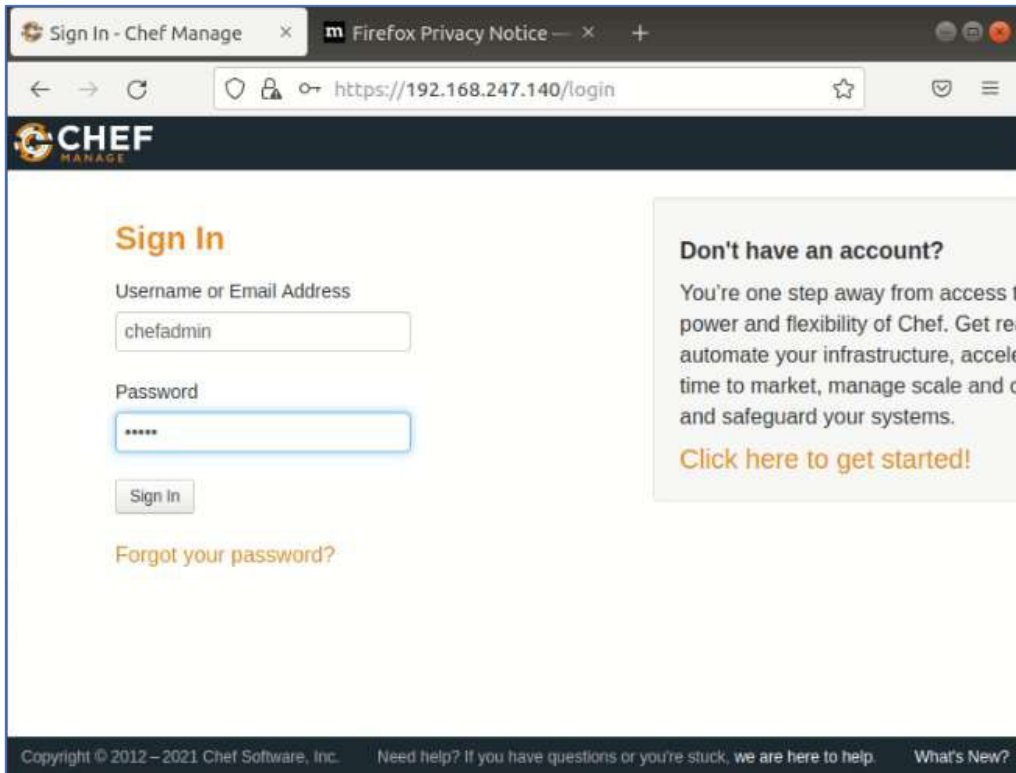 Sign In - Chef Manage
Firefox Privacy Notice —
https://192.168.247.140/login
CHEF
MANAGE
Sign In
Username or Email Address
chefadmin
Password
•••••
Sign In
Forgot your password?
Don't have an account?
You're one step away from access
power and flexibility of Chef. Get
automate your infrastructure,
time to market, manage scale and
and safeguard your systems.
Click here to get started!
Copyright © 2012 – 2021 Chef Software, Inc.
Need help? If you have questions or you're stuck, we are here to help.
What's New?